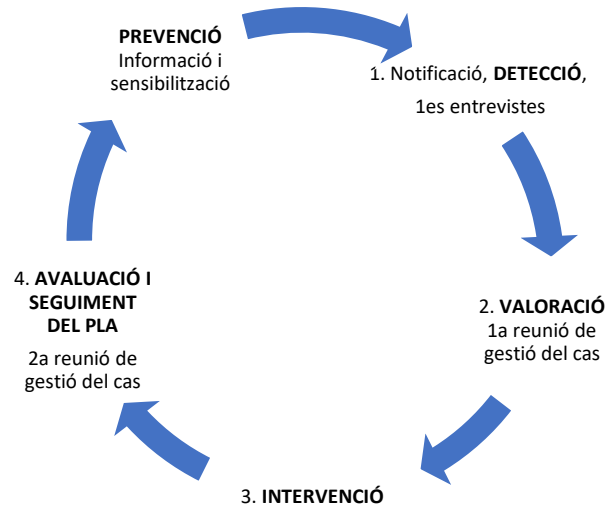 PREVENCIÓ
Informació i
sensibilització
1. Notificació, DETECCIÓ,
1es entrevistes
2. VALORACIÓ
1a reunió de
gestió del cas
3. INTERVENCIÓ
4. AVALUACIÓ I
SEGUIMENT
DEL PLA
2a reunió de
gestió del cas